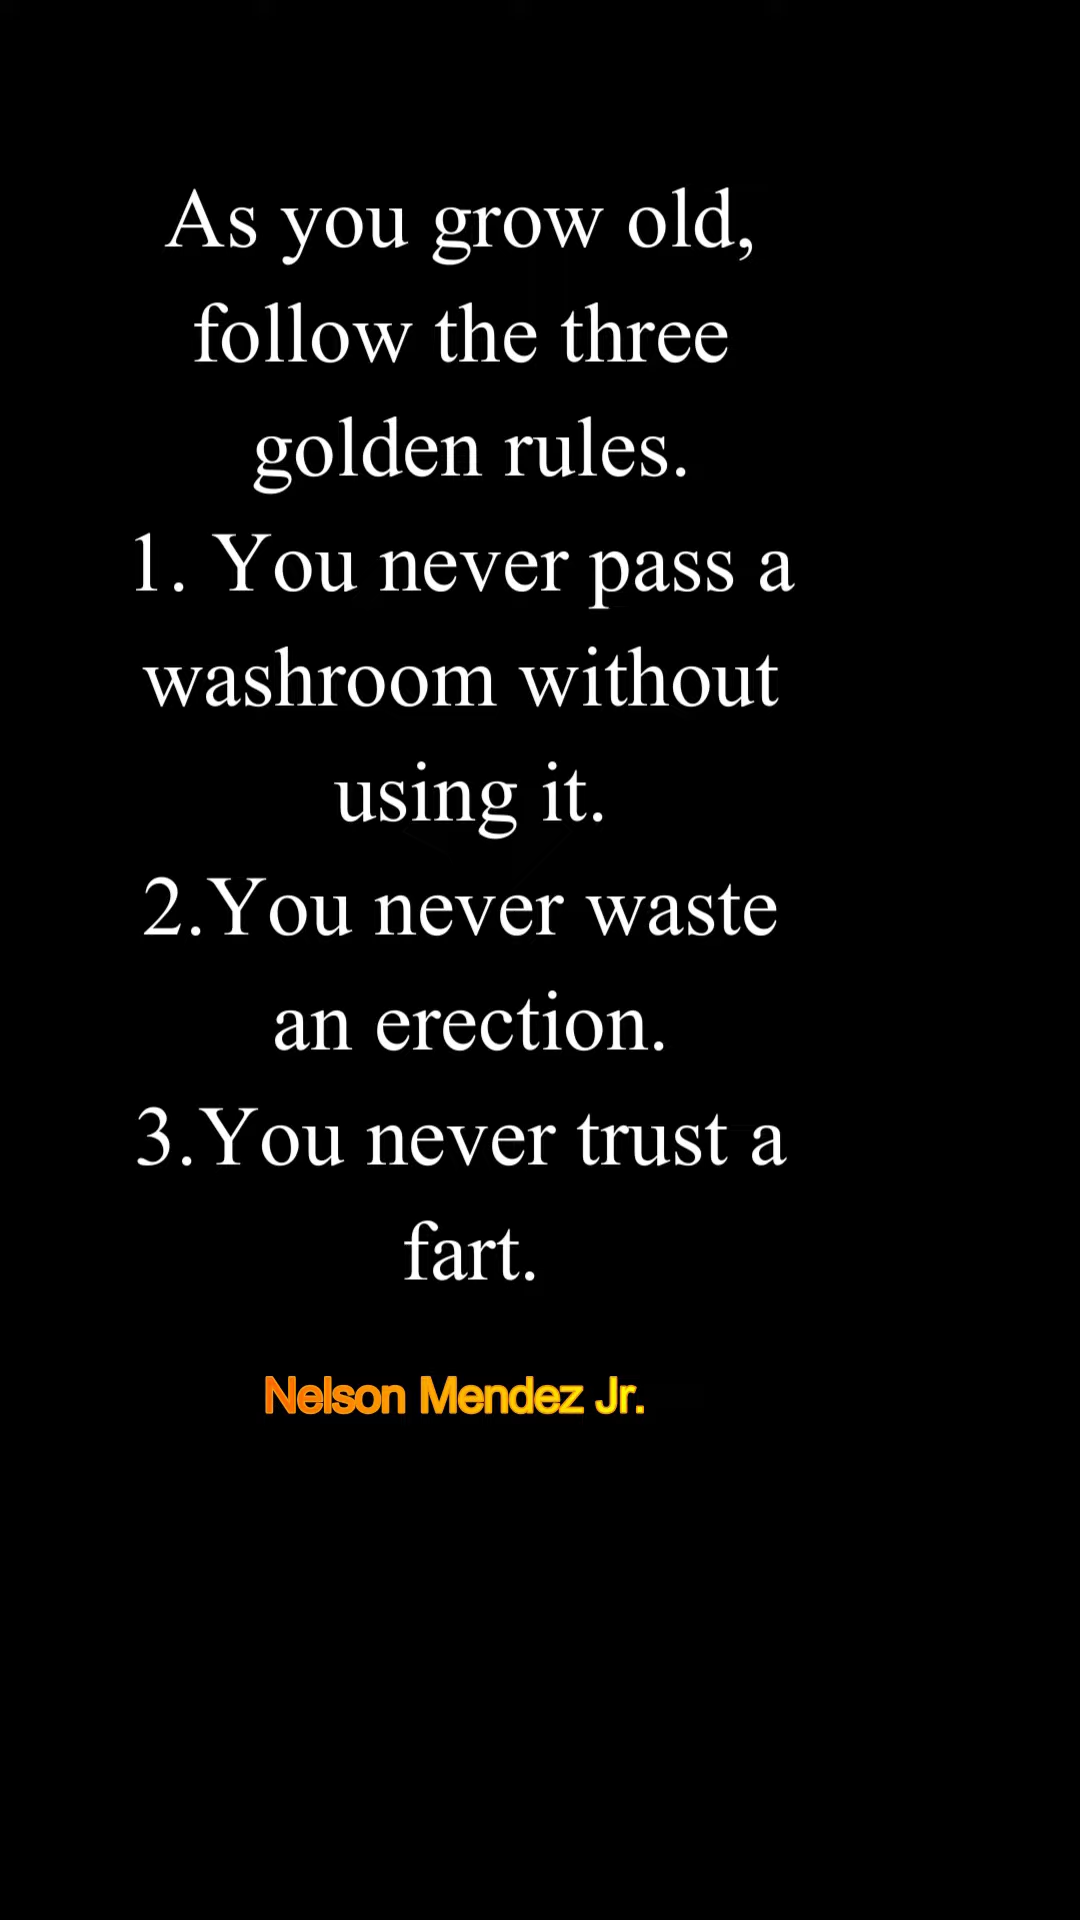 As you grow old,
follow the three
golden rules.
1. You never pass a
washroom without
using it.
2.You never waste
an erection.
3.You never trust a
fart.
Nelson Mendez Jr.